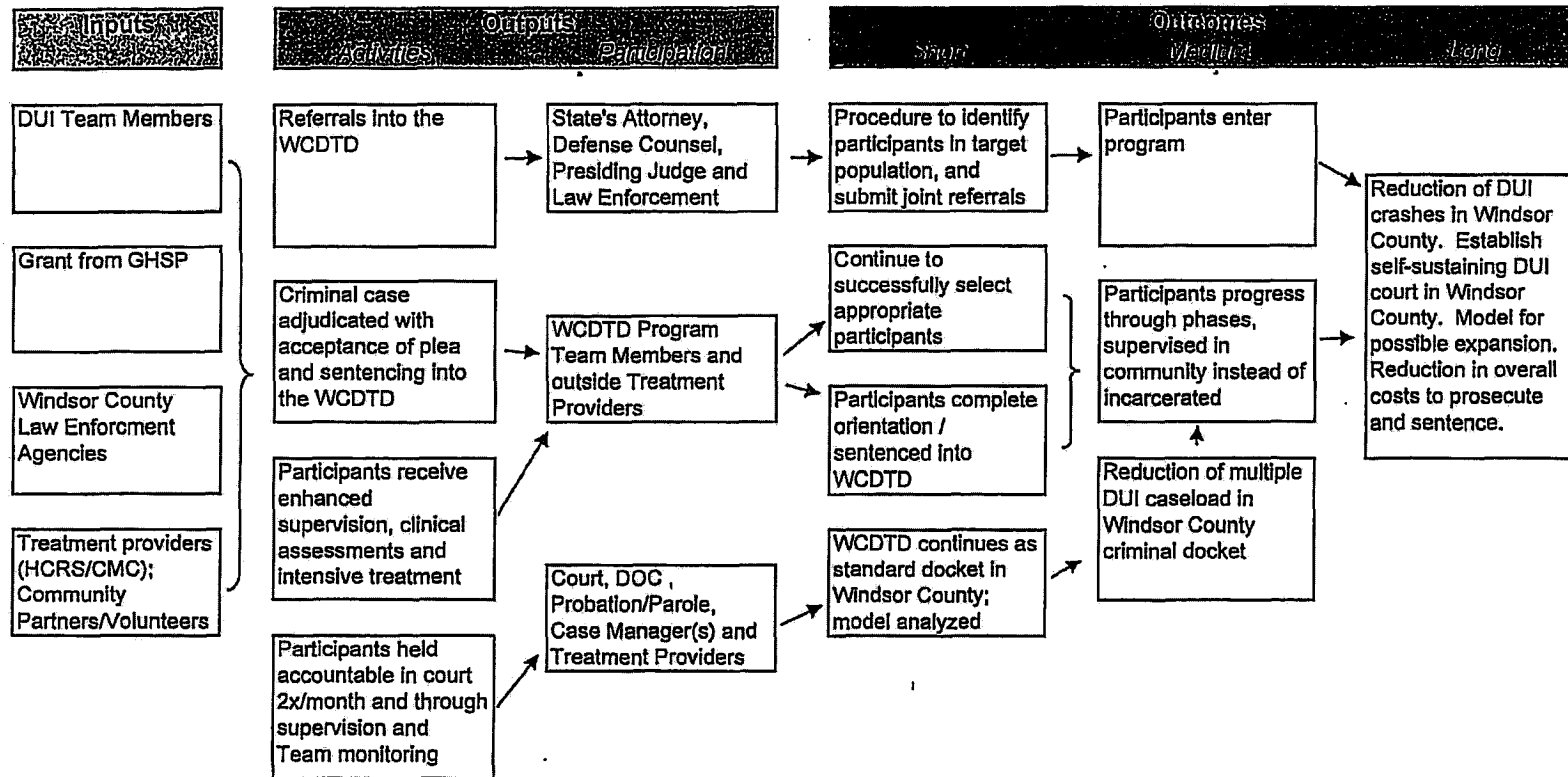 Inputs
Outputs
Activities
Participation
Outcomes
Short
Medium
Long
DUI Team Members
Grant from GHSP
Windsor County
Law Enforcment
Agencies
Treatment providers
(HCRS/CMC);
Community
Partners/Volunteers
Referrals into the
WCDTD
Criminal case
adjudicated with
acceptance of plea
and sentencing into
the WCDTD
Participants receive
enhanced
supervision, clinical
assessments and
intensive treatment
Participants held
accountable in court
2x/month and through
supervision and
Team monitoring
State's Attorney,
Defense Counsel,
Presiding Judge and
Law Enforcement
WCDTD Program
Team Members and
outside Treatment
Providers
Court, DOC ,
Probation/Parole,
Case Manager(s) and
Treatment Providers
Procedure to identify
participants in target
population, and
submit joint referrals
Continue to
successfully select
appropriate
participants
Participants complete
orientation /
sentenced into
WCDTD
WCDTD continues as
standard docket in
Windsor County;
model analyzed
Participants enter
program
Participants progress
through phases,
supervised in
community instead of
incarcerated
Reduction of multiple
DUI caseload in
Windsor County
criminal docket
Reduction of DUI
crashes in Windsor
County. Establish
self-sustaining DUI
court in Windsor
County. Model for
possible expansion.
Reduction in overall
costs to prosecute
and sentence.